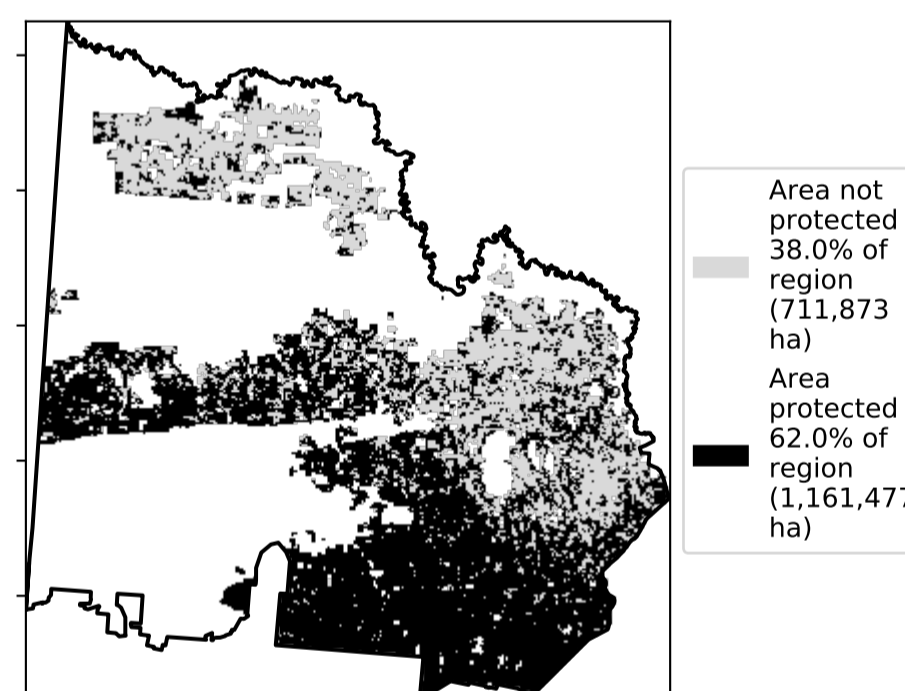 Area not
protected
38.0% of
region
(711,873
ha)
Area
protected
62.0% of
region
(1,161,477
ha)